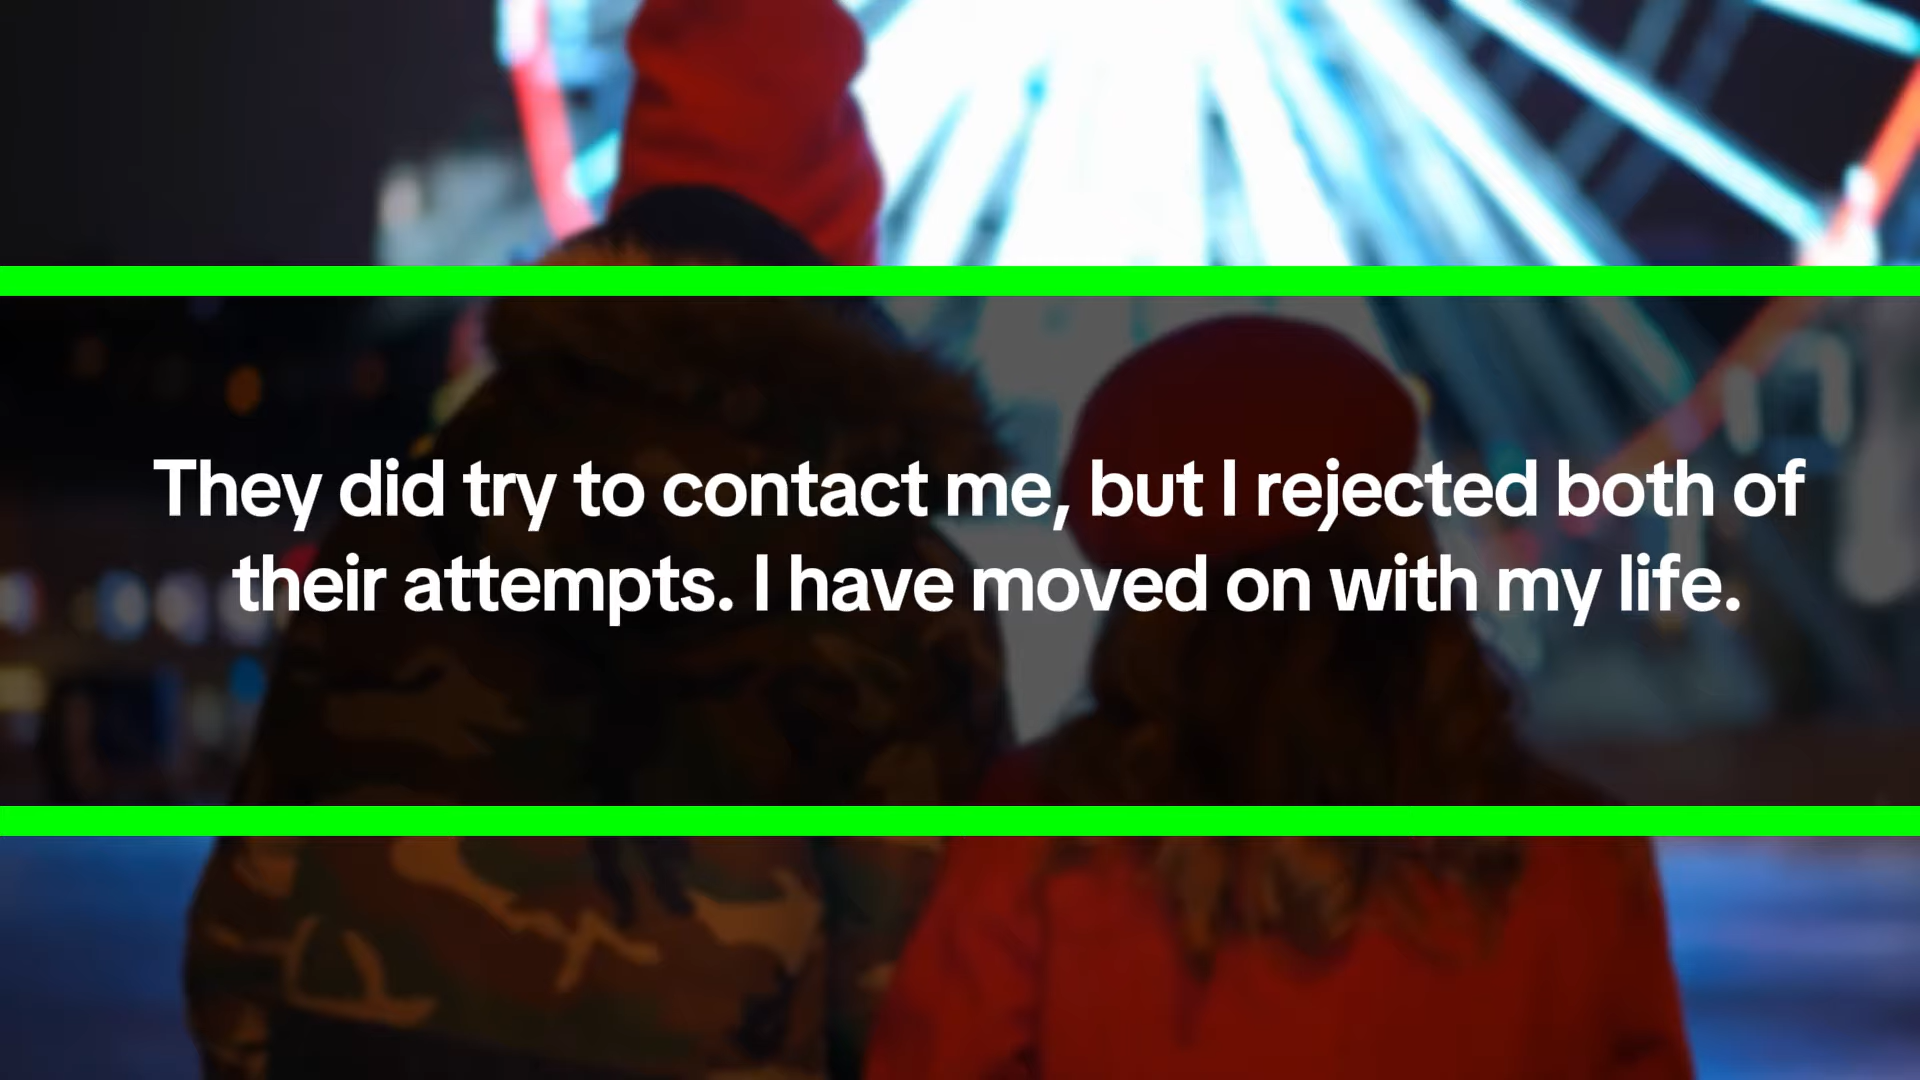 They did try to contact me, but I rejected both of
their attempts. I have moved on with my life.